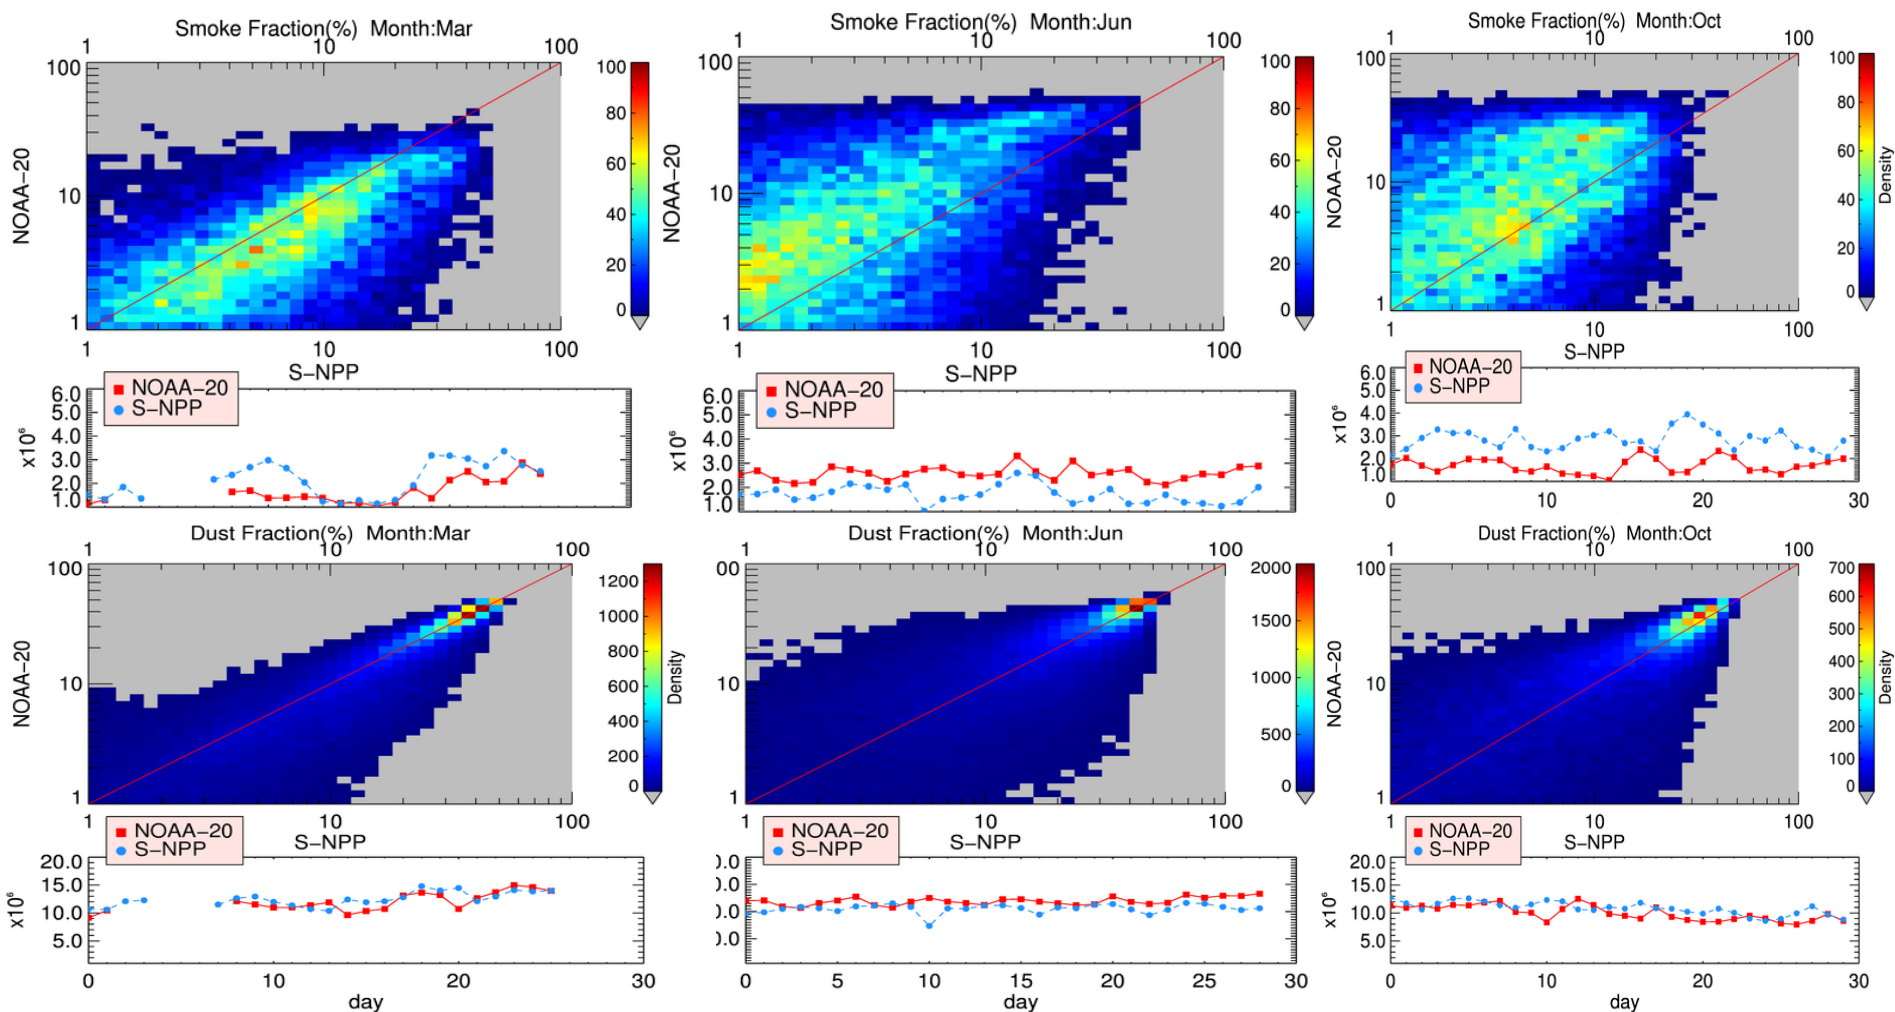 Smoke Fraction(%) Month:Mar
1 10 100
100
10
1
NOAA-20
1 10 100
S-NPP
100
80
60
40
20
0
NOAA-20
Smoke Fraction(%) Month:Jun
1 10 100
100
10
1
1 10 100
S-NPP
100
80
60
40
20
0
NOAA-20
Smoke Fraction(%) Month:Oct
1 10 100
100
10
1
1 10 100
S-NPP
100
80
60
40
20
0
Density
NOAA-20
S-NPP
6.0
5.0
4.0
3.0
2.0
1.0
x10⁶
NOAA-20
S-NPP
6.0
5.0
4.0
3.0
2.0
1.0
x10⁶
NOAA-20
S-NPP
6.0
5.0
4.0
3.0
2.0
1.0
x10⁶
0 10 20 30
Dust Fraction(%) Month:Mar
1 10 100
100
10
1
NOAA-20
1 10 100
S-NPP
1200
1000
800
600
400
200
0
Density
Dust Fraction(%) Month:Jun
1 10 100
00
10
1
1 10 100
S-NPP
2000
1500
1000
500
0
NOAA-20
Dust Fraction(%) Month:Oct
1 10 100
100
10
1
1 10 100
S-NPP
700
600
500
400
300
200
100
0
Density
NOAA-20
S-NPP
20.0
15.0
10.0
5.0
x10⁶
0 10 20 30
day
NOAA-20
S-NPP
0.0
0.0
0.0
0.0
0 5 10 15 20 25 30
day
NOAA-20
S-NPP
20.0
15.0
10.0
5.0
x10⁶
0 10 20 30
day